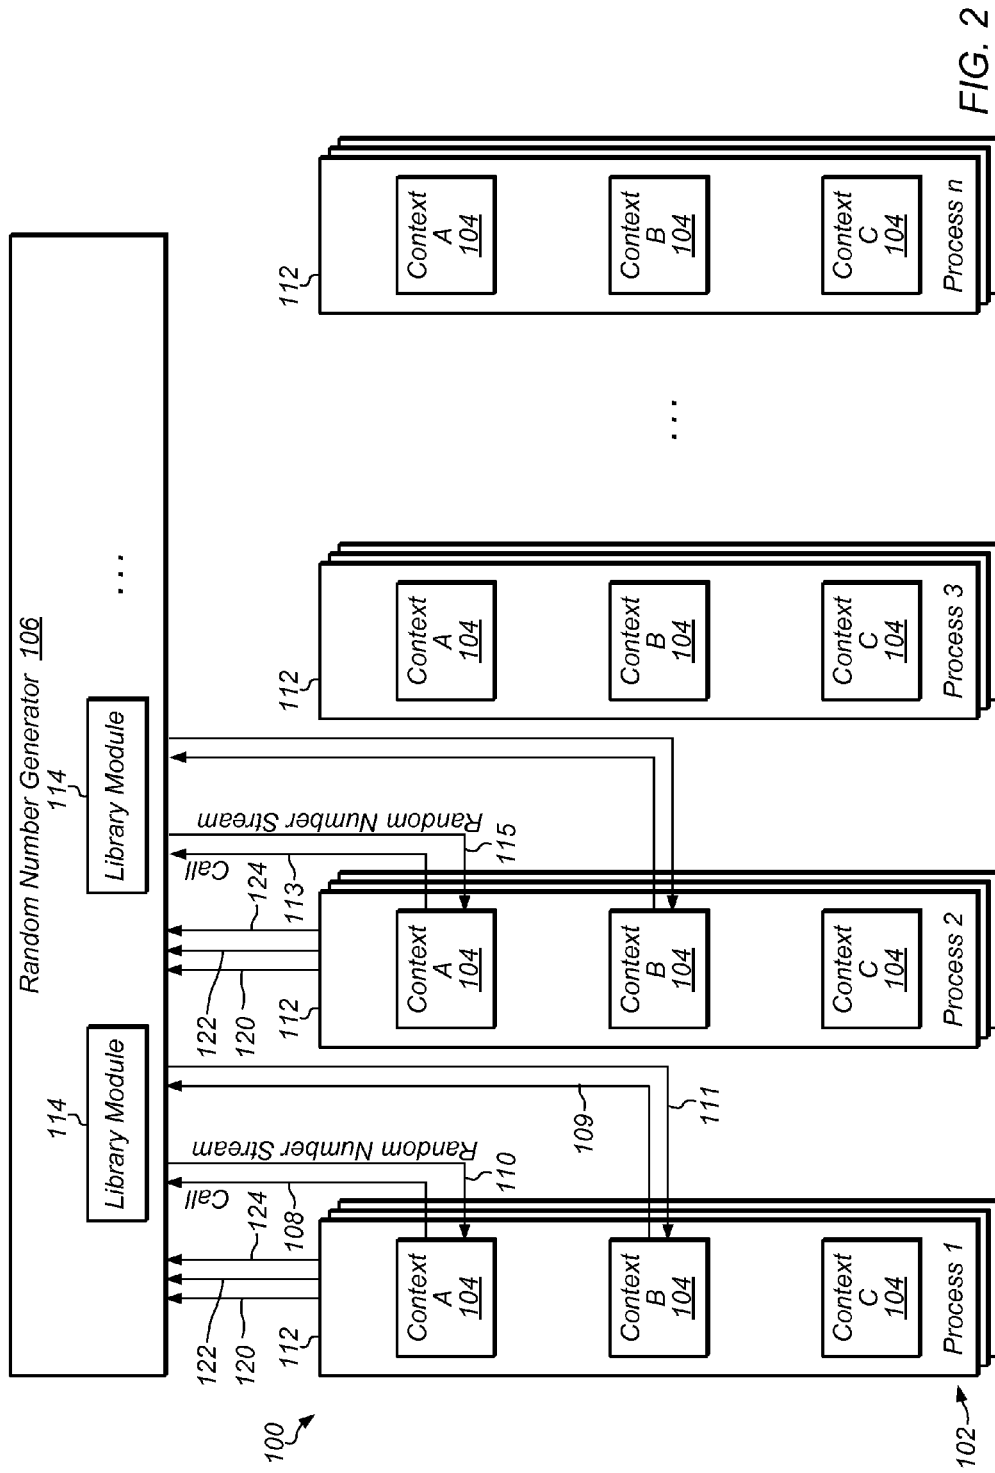 Random Number Generator 106
114
Library Module
114
Library Module
...
122
120
124
Call
108
Random Number Stream
110
109
111
122
120
124
Call
113
Random Number Stream
115
100
112
Context
A
104
Context
B
104
Context
C
104
Process 1
112
Context
A
104
Context
B
104
Context
C
104
Process 2
112
Context
A
104
Context
B
104
Context
C
104
Process 3
...
112
Context
A
104
Context
B
104
Context
C
104
Process n
102
FIG. 2